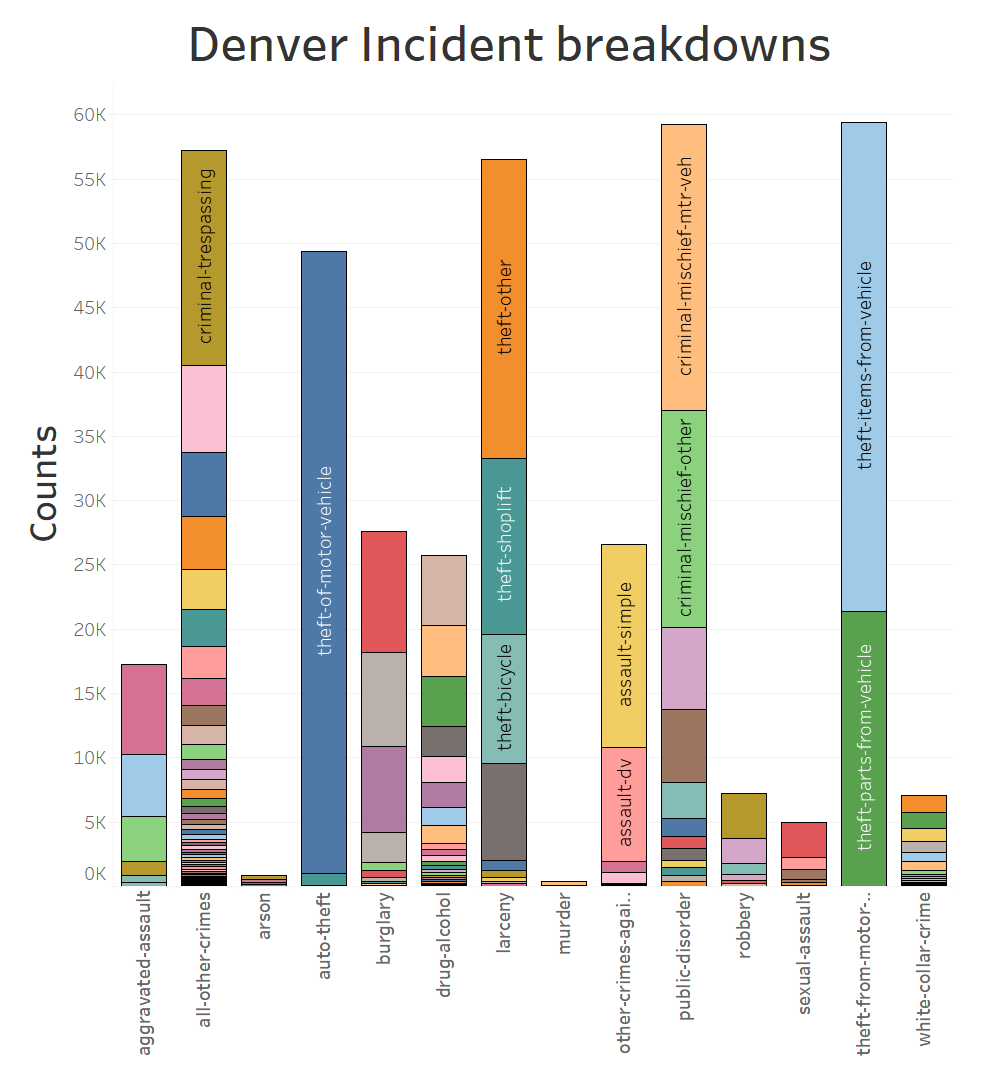 Denver Incident breakdowns
Counts
60K
55K
50K
45K
40K
35K
30K
25K
20K
15K
10K
5K
0K
criminal-trespassing
theft-of-motor-vehicle
theft-other
theft-shoplift
theft-bicycle
assault-simple
assault-dv
criminal-mischief-mtr-veh
criminal-mischief-other
theft-items-from-vehicle
theft-parts-from-vehicle
aggravated-assault
all-other-crimes
arson
auto-theft
burglary
drug-alcohol
larceny
murder
other-crimes-agai..
public-disorder
robbery
sexual-assault
theft-from-motor-..
white-collar-crime